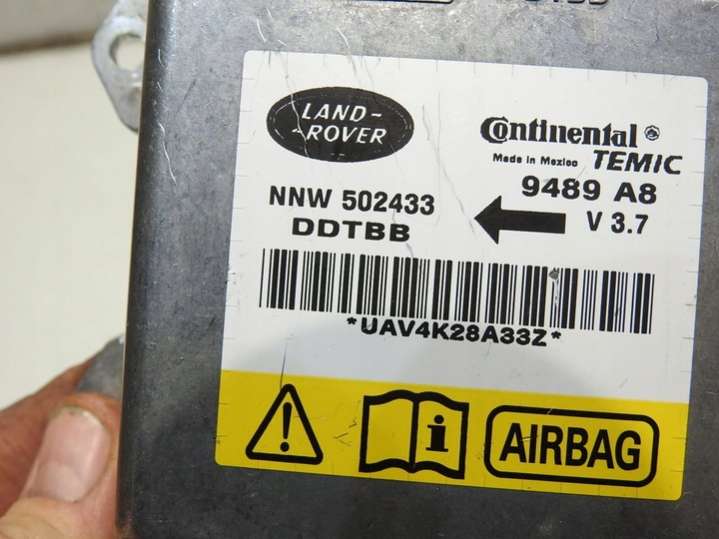 LAND-
-ROVER
NNW 502433
DDTBB
Continental
Made in Mexico TEMIC
9489 A8
V 3.7
*UAV4K28A33Z*
i
AIRBAG